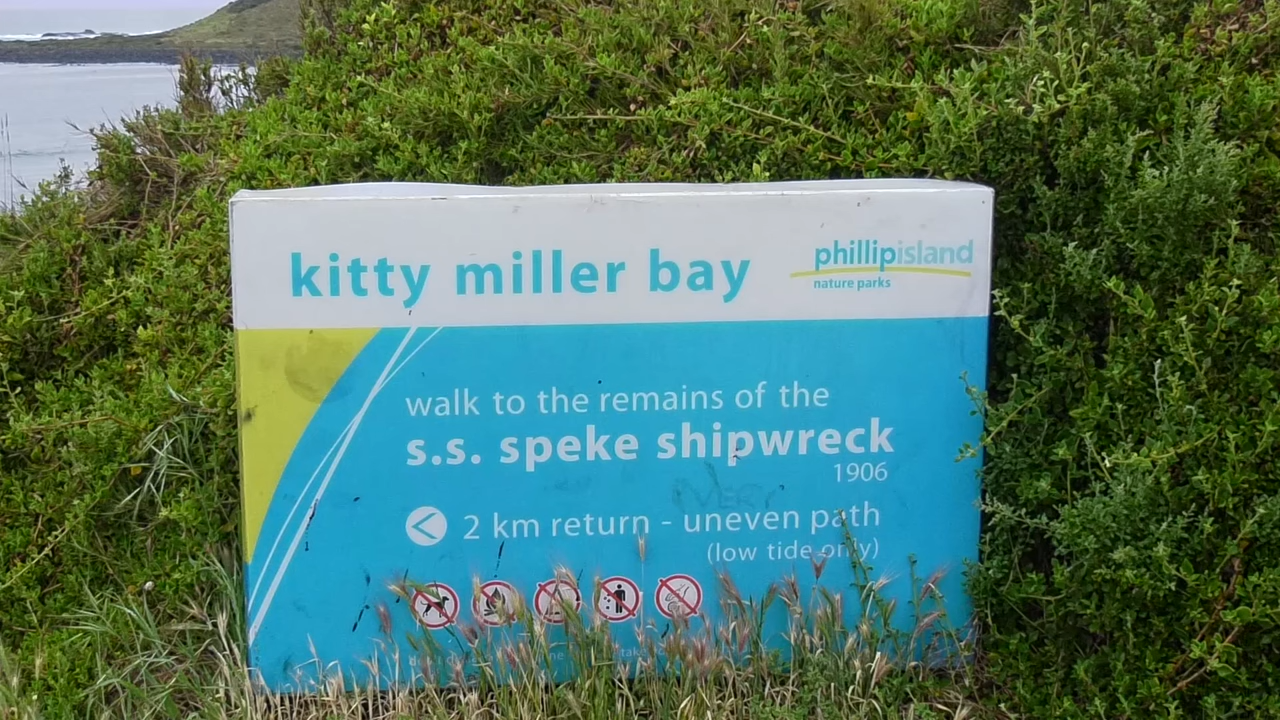 kitty miller bay
phillipisland
nature parks
walk to the remains of the
s.s. speke shipwreck
1906
2 km return - uneven path
(low tide only)